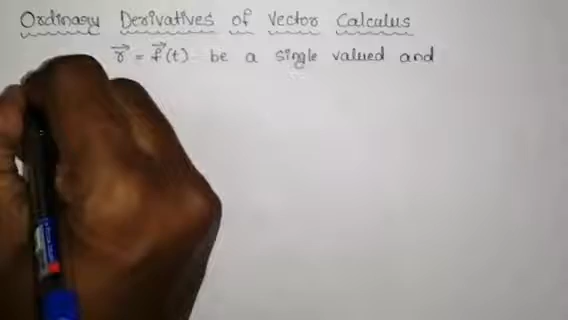 Ordinary Derivatives of Vector Calculus
r⃗ = f⃗(t) be a single valued and